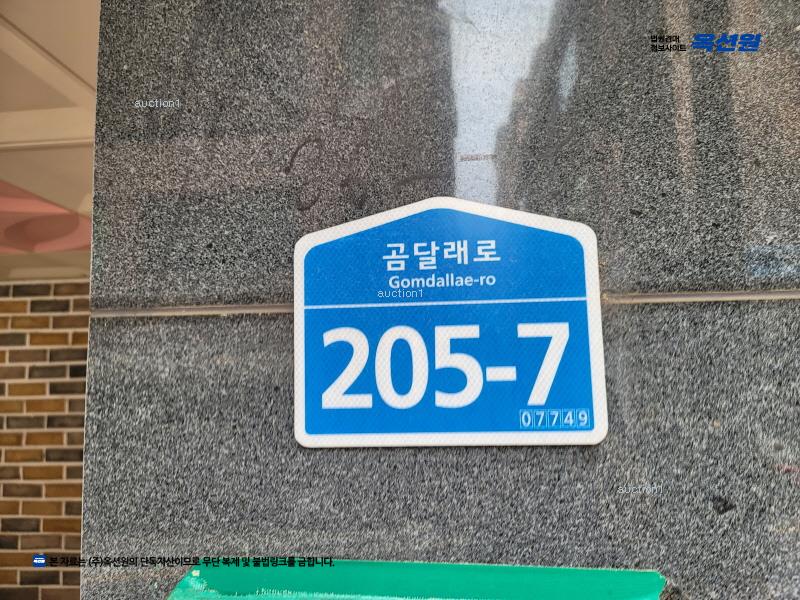 법원경매
정보사이트 옥션원
auction1
곰달래로
Gomdallae-ro
auction1
205-7
07749
auction1
본 자료는 (주)옥션원의 단독자산이므로 무단 복제 및 불법링크를 금합니다.